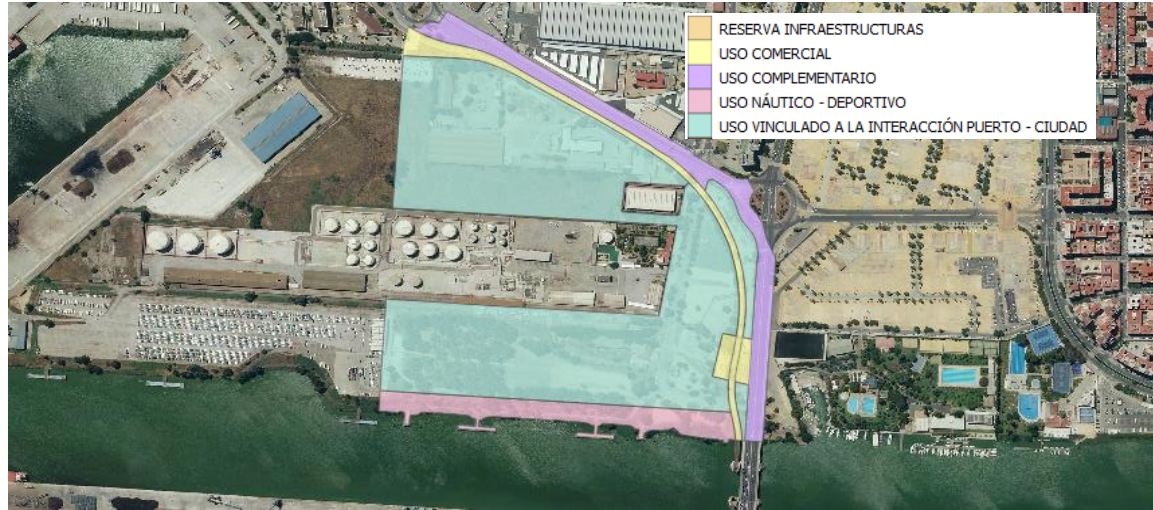 RESERVA INFRAESTRUCTURAS
USO COMERCIAL
USO COMPLEMENTARIO
USO NÁUTICO - DEPORTIVO
USO VINCULADO A LA INTERACCIÓN PUERTO - CIUDAD